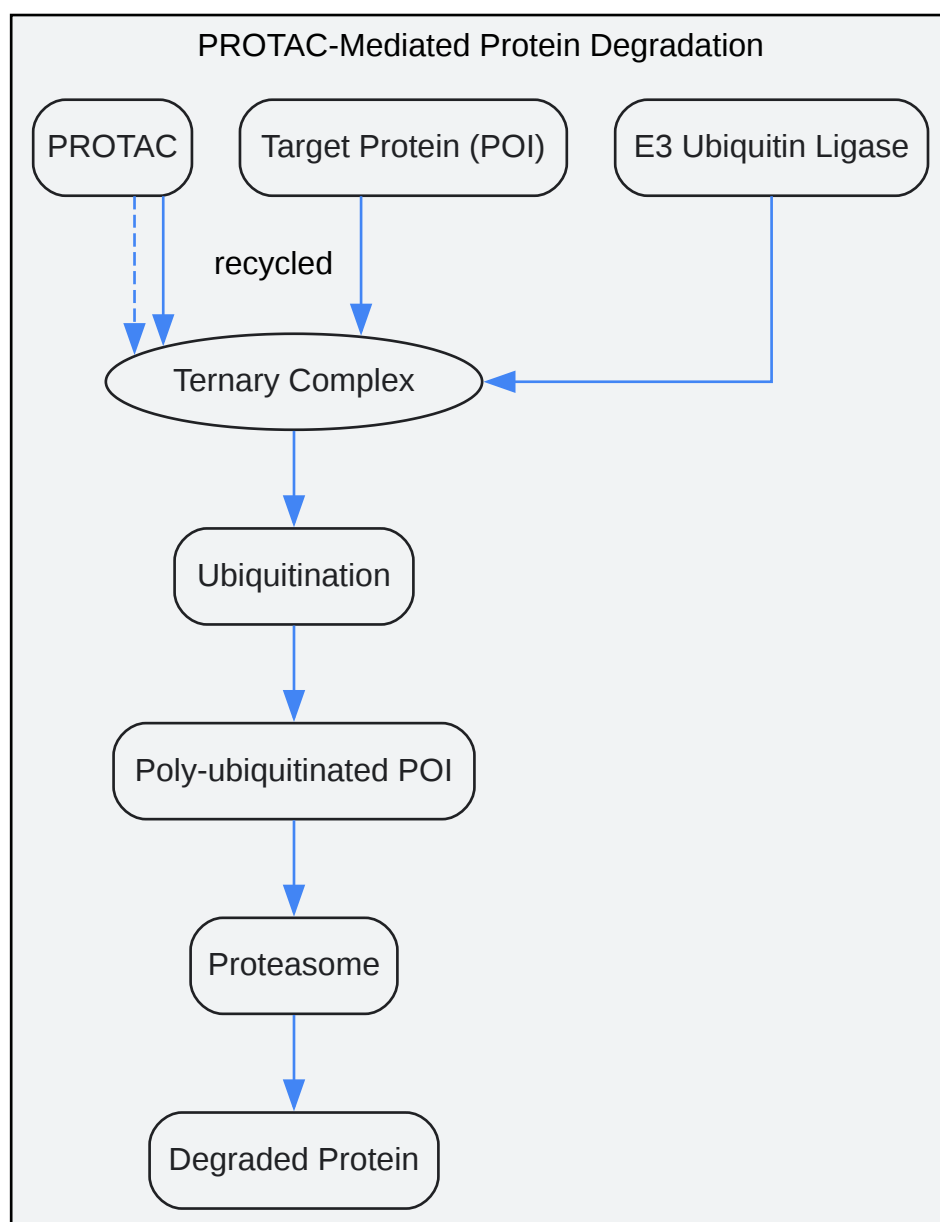 PROTAC-Mediated Protein Degradation
PROTAC
Target Protein (POI)
E3 Ubiquitin Ligase
recycled
Ternary Complex
Ubiquitination
Poly-ubiquitinated POI
Proteasome
Degraded Protein